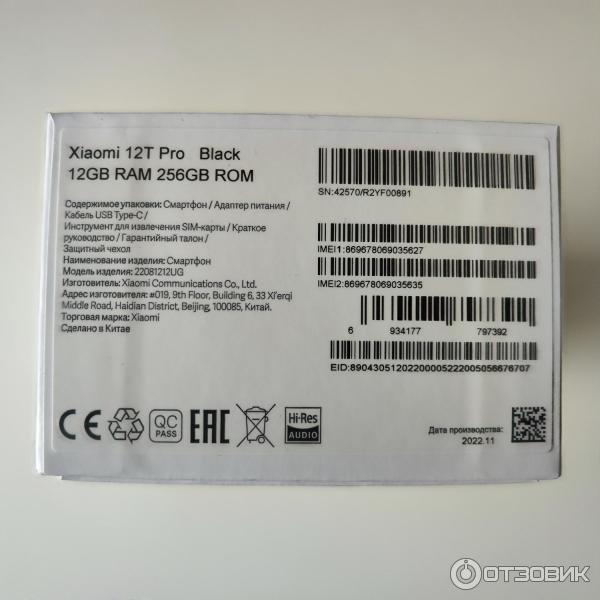 Xiaomi 12T Pro Black
12GB RAM 256GB ROM
Содержимое упаковки: Смартфон / Адаптер питания /
Кабель USB Type-C /
Инструмент для извлечения SIM-карты / Краткое
руководство / Гарантийный талон /
Защитный чехол
Наименование изделия: Смартфон
Модель изделия: 22081212UG
Изготовитель: Xiaomi Communications Co., Ltd.
Адрес изготовителя: #019, 9th Floor, Building 6, 33 Xi'erqi
Middle Road, Haidian District, Beijing, 100085, Китай.
Торговая марка: Xiaomi
Сделано в Китае
SN:42570/R2YF00891
IMEI1:869678069035627
IMEI2:869678069035635
6 934177 797392
EID:89043051202200005222005056676707
CE
QC
PASS
EAC
Hi-Res
AUDIO
Дата производства:
2022.11
ОТЗОВИК